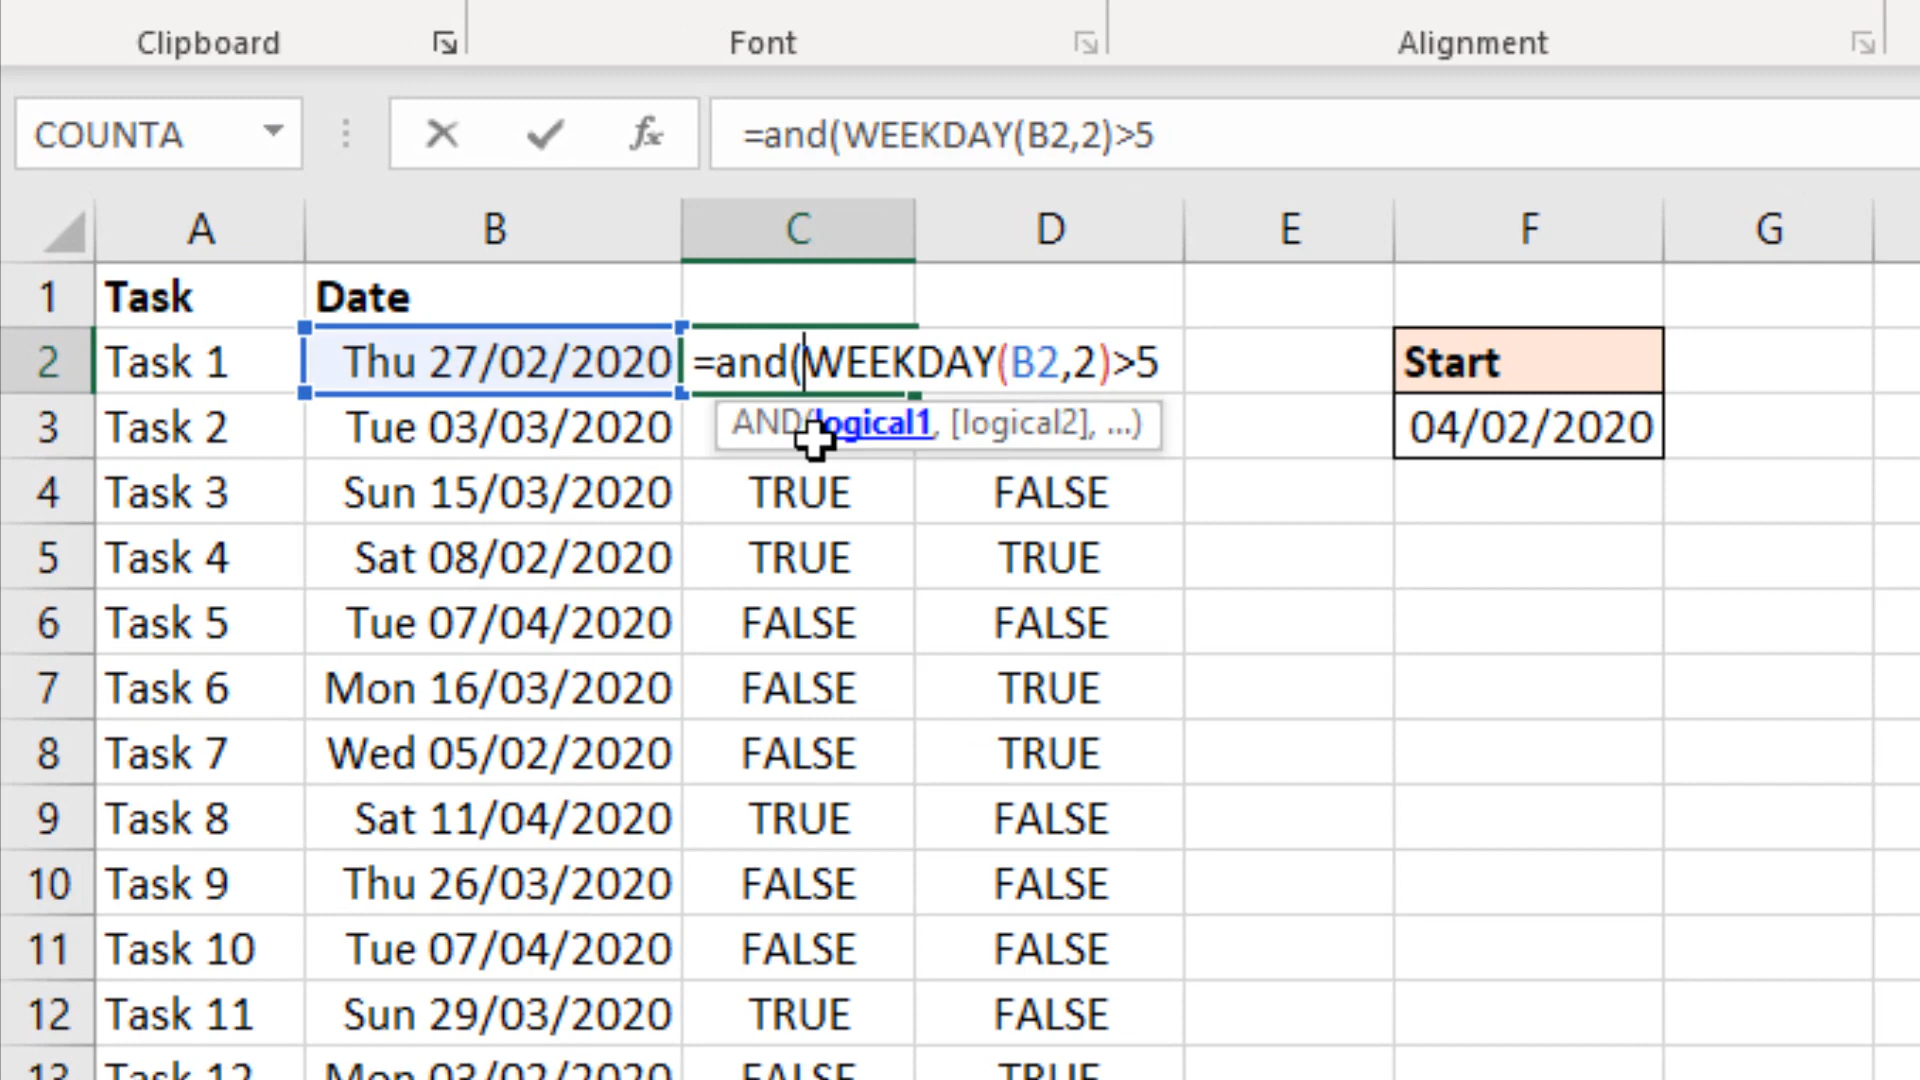 Clipboard Font Alignment
COUNTA fx =and(WEEKDAY(B2,2)>5
A B C D E F G
1 Task Date
2 Task 1 Thu 27/02/2020 =and(WEEKDAY(B2,2)>5 Start
3 Task 2 Tue 03/03/2020 AND(logical1, [logical2], ...) 04/02/2020
4 Task 3 Sun 15/03/2020 TRUE FALSE
5 Task 4 Sat 08/02/2020 TRUE TRUE
6 Task 5 Tue 07/04/2020 FALSE FALSE
7 Task 6 Mon 16/03/2020 FALSE TRUE
8 Task 7 Wed 05/02/2020 FALSE TRUE
9 Task 8 Sat 11/04/2020 TRUE FALSE
10 Task 9 Thu 26/03/2020 FALSE FALSE
11 Task 10 Tue 07/04/2020 FALSE FALSE
12 Task 11 Sun 29/03/2020 TRUE FALSE
13 Task 12 Mon 03/02/2020 FALSE TRUE